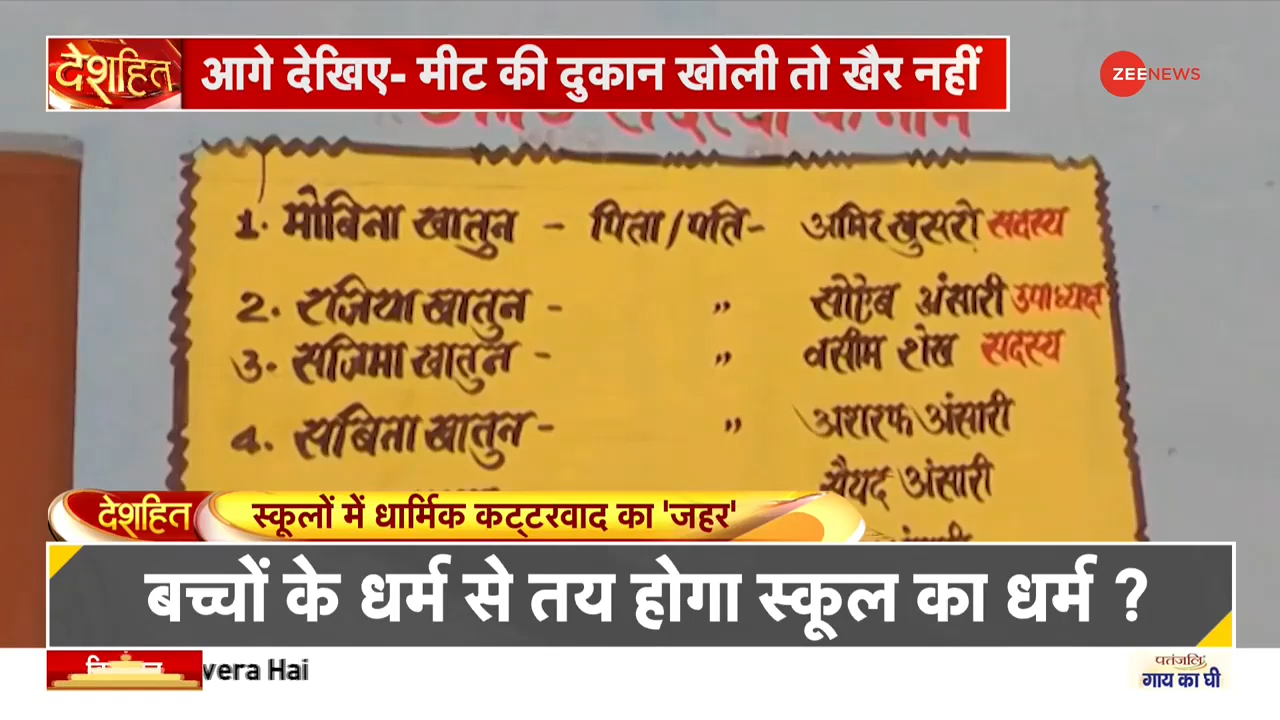 देशहित
आगे देखिए- मीट की दुकान खोली तो खैर नहीं
ZEENEWS
1. मोबिना खातुन - पिता/पति- अमिर खुसरो सदस्य
2. रजिया खातुन - " सोऐब अंसारी उपाध्यक्ष
3. सजिमा खातुन - " वसीम शेख सदस्य
4. सबिता खातुन - " अशरफ अंसारी
सैयद अंसारी
देशहित
स्कूलों में धार्मिक कट्टरवाद का 'जहर'
बच्चों के धर्म से तय होगा स्कूल का धर्म ?
vera Hai
पतंजलि
गाय का घी